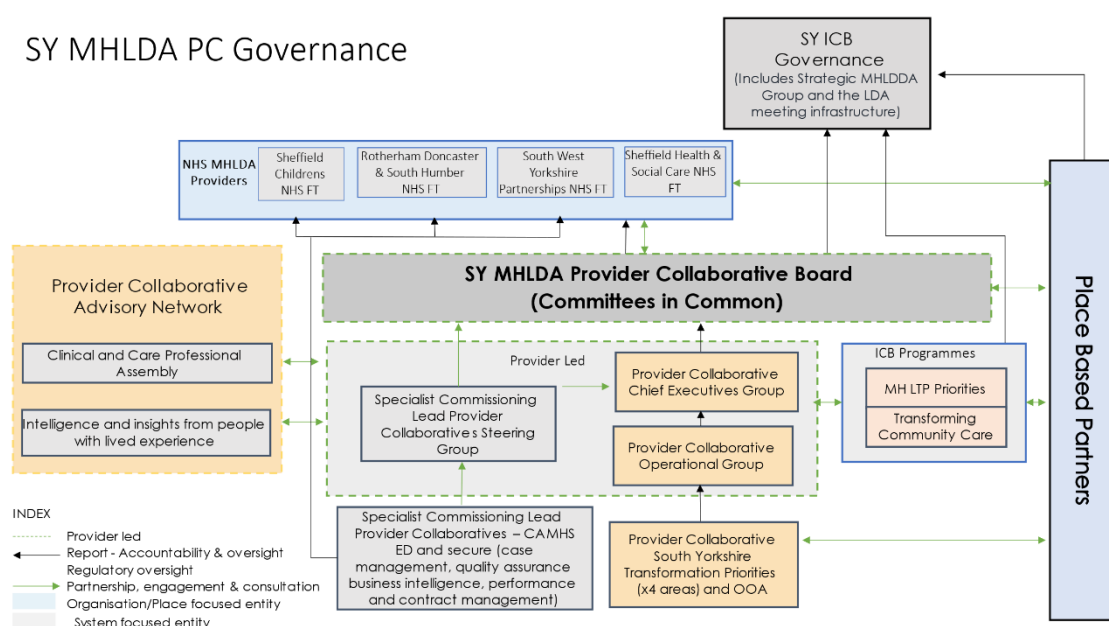 SY MHLDA PC Governance
SY ICB
Governance
(Includes Strategic MHLDDA
Group and the LDA
meeting infrastructure)
NHS MHLDA
Providers
Sheffield
Childrens
NHS FT
Rotherham Doncaster
& South Humber
NHS FT
South West
Yorkshire
Partnerships NHS FT
Sheffield Health &
Social Care NHS
FT
Place Based Partners
SY MHLDA Provider Collaborative Board
(Committees in Common)
Provider Collaborative
Advisory Network
Clinical and Care Professional
Assembly
Intelligence and insights from people
with lived experience
Provider Led
Specialist Commissioning
Lead Provider
Collaborative's Steering
Group
Provider Collaborative
Chief Executives Group
Provider Collaborative
Operational Group
ICB Programmes
MH LTP Priorities
Transforming
Community Care
Specialist Commissioning Lead
Provider Collaboratives – CAMHS
ED and secure (case
management, quality assurance
business intelligence, performance
and contract management)
Provider Collaborative
South Yorkshire
Transformation Priorities
(x4 areas) and OOA
INDEX
Provider led
Report - Accountability & oversight
Regulatory oversight
Partnership, engagement & consultation
Organisation/Place focused entity
System focused entity